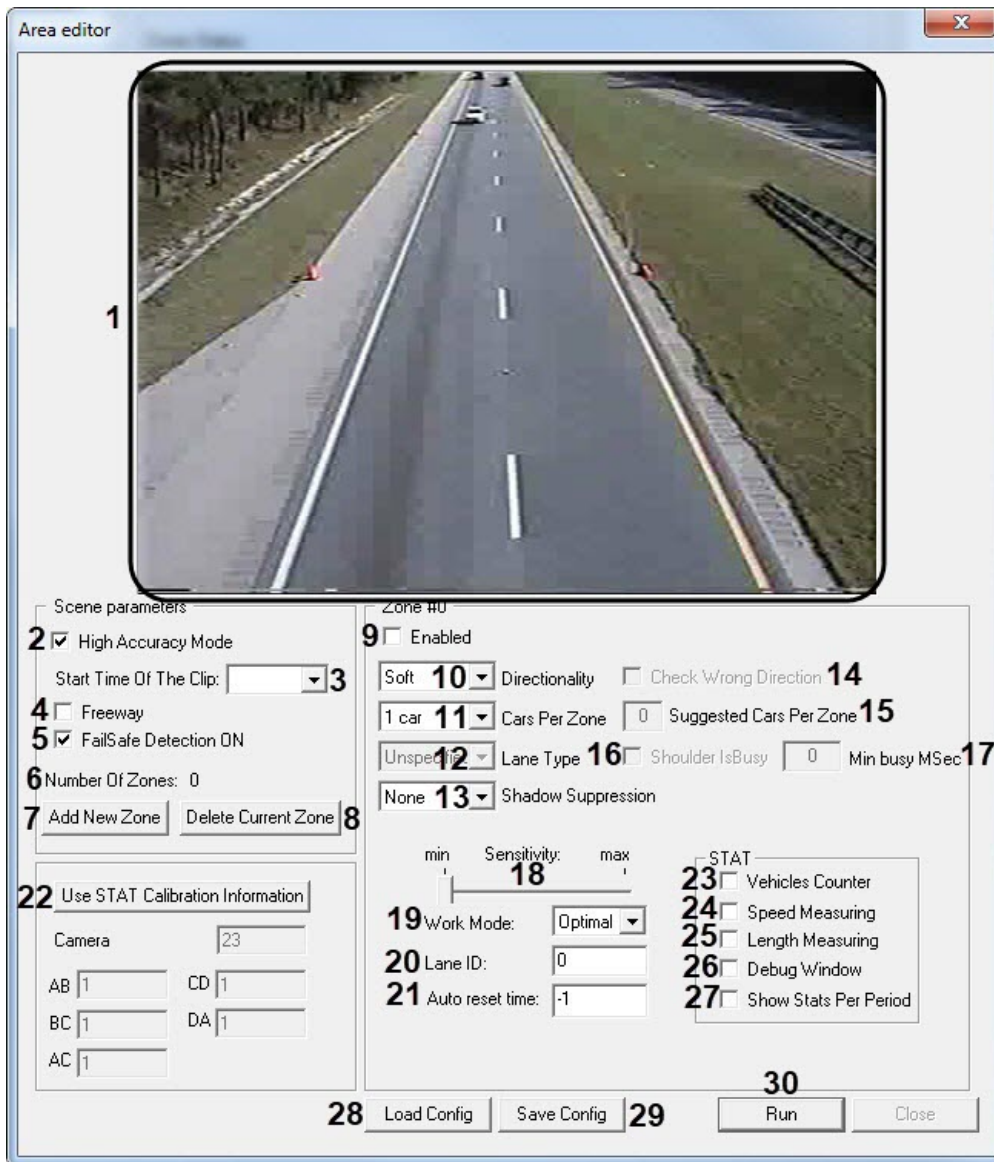 Area editor
1
Scene parameters
2 High Accuracy Mode
Start Time Of The Clip: 3
4 Freeway
5 FailSafe Detection ON
6 Number Of Zones: 0
7 Add New Zone Delete Current Zone 8
Zone #0
9 Enabled
Soft 10 Directionality Check Wrong Direction 14
1 car 11 Cars Per Zone 0 Suggested Cars Per Zone 15
12 Lane Type 16 Shoulder IsBusy 0 Min busy MSec 17
None 13 Shadow Suppression
min Sensitivity: max
18
19 Work Mode: Optimal
20 Lane ID: 0
21 Auto reset time: -1
STAT
23 Vehicles Counter
24 Speed Measuring
25 Length Measuring
26 Debug Window
27 Show Stats Per Period
22 Use STAT Calibration Information
Camera 23
AB 1 CD 1
BC 1 DA 1
AC 1
28 Load Config Save Config 29
30
Run Close